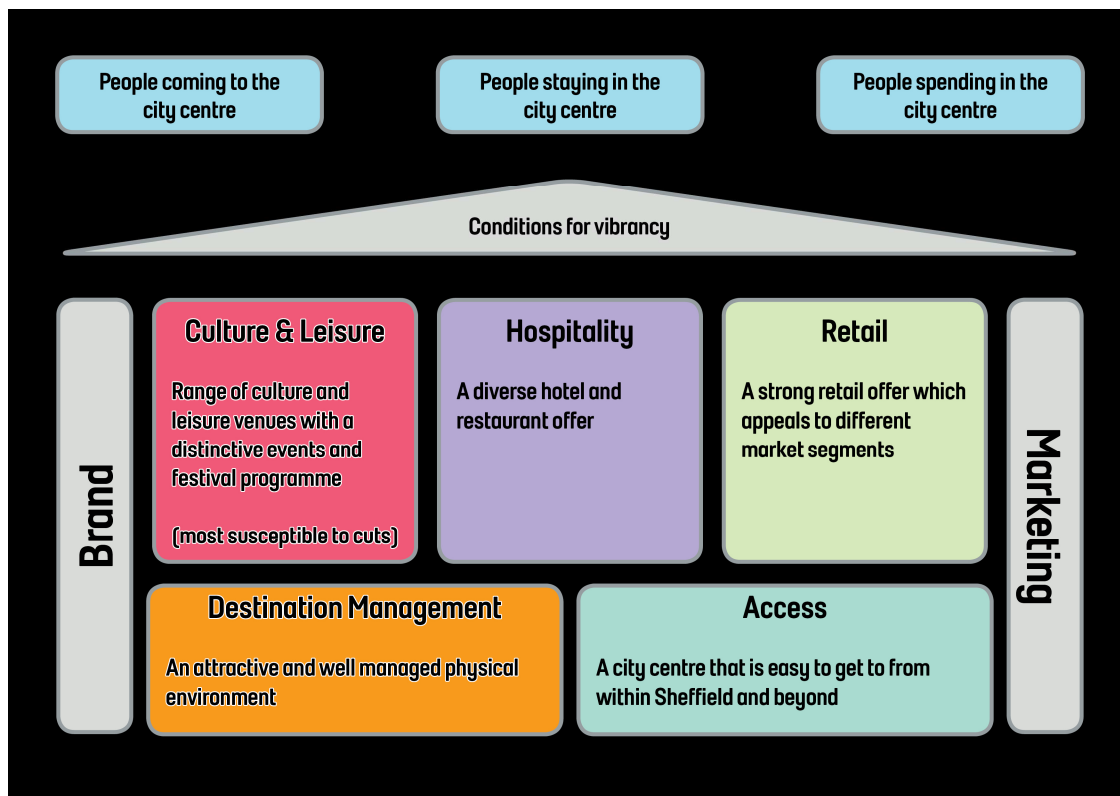 People coming to the
city centre
People staying in the
city centre
People spending in the
city centre
Conditions for vibrancy
Brand
Culture & Leisure
Range of culture and
leisure venues with a
distinctive events and
festival programme
(most susceptible to cuts)
Hospitality
A diverse hotel and
restaurant offer
Retail
A strong retail offer which
appeals to different
market segments
Marketing
Destination Management
An attractive and well managed physical
environment
Access
A city centre that is easy to get to from
within Sheffield and beyond